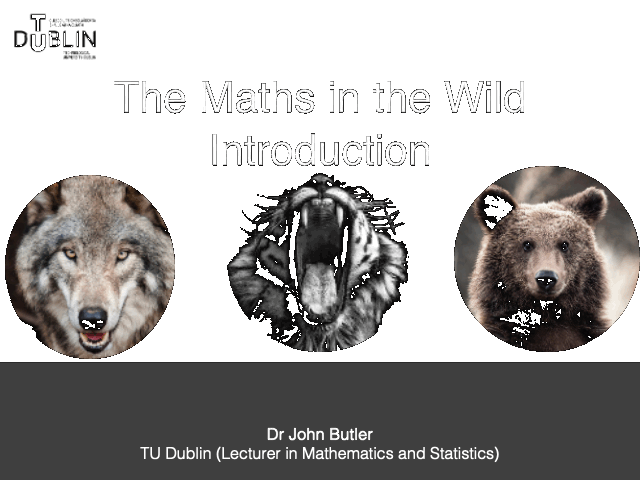 TU
DUBLIN
The Maths in the Wild
Introduction
Dr John Butler
TU Dublin (Lecturer in Mathematics and Statistics)